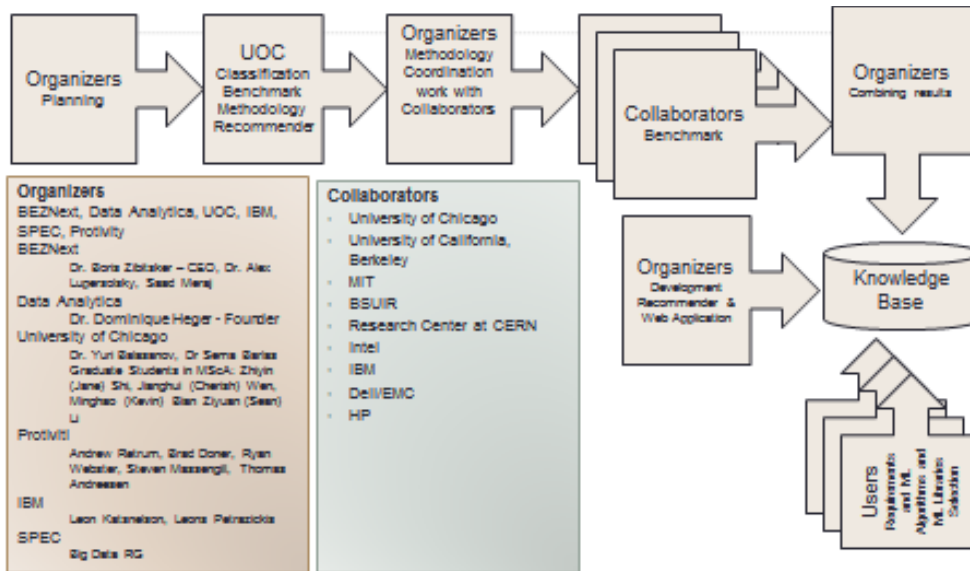 Organizers
Planning
UOC
Classification
Benchmark
Methodology
Recommender
Organizers
Methodology
Coordination
work with
Collaborators
Collaborators
Benchmark
Organizers
Combining results
Organizers
BEZNext, Data Analytica, UOC, IBM,
SPEC, Protivity
BEZNext
Dr. Boris Zibitsker – CEO, Dr. Alex
Lupersolsky, Saad Meraj
Data Analytica
Dr. Dominique Heger - Founder
University of Chicago
Dr. Yuri Balasanov, Dr Sema Barlas
Graduate Students in MScA: Zhiyin
(Jane) Shi, Jianghui (Cherish) Wen,
Minghao (Kevin) Bian Ziyuan (Sean)
Li
Protiviti
Andrew Retrum, Brad Doner, Ryan
Webster, Steven Massengill, Thomas
Andreesen
IBM
Leon Katsnelson, Leons Petrazickis
SPEC
Big Data RG
Collaborators
University of Chicago
University of California,
Berkeley
MIT
BSUIR
Research Center at CERN
Intel
IBM
Dell/EMC
HP
Organizers
Development
Recommender &
Web Application
Knowledge
Base
Users
Requirements
and ML
Algorithms and
ML Libraries
Selection